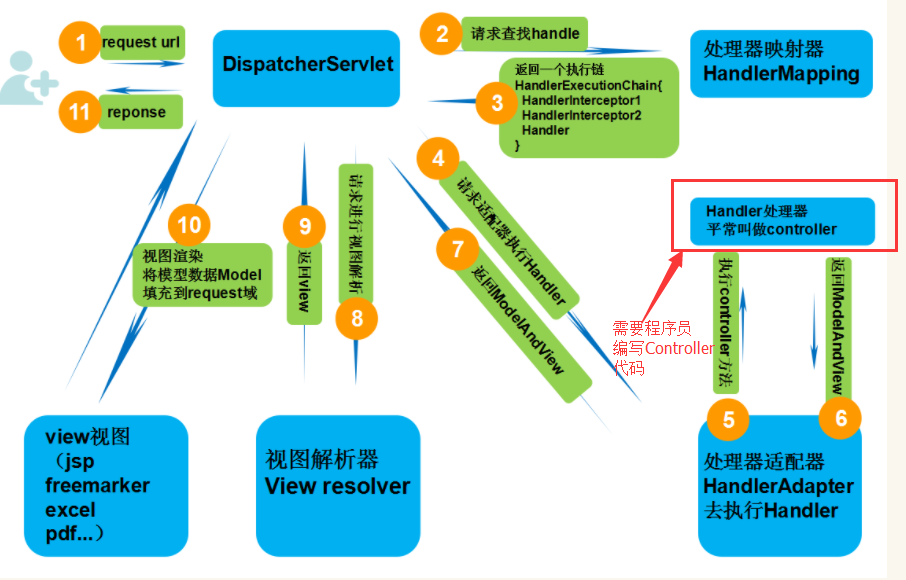 1
request url
DispatcherServlet
2
请求查找handle
处理器映射器
HandlerMapping
11
reponse
3
返回一个执行链
HandlerExecutionChain{
HandlerInterceptor1
HandlerInterceptor2
Handler
}
4
请求适配器执行Handler
7
返回ModelAndView
Handler处理器
平常叫做controller
10
视图渲染
将模型数据Model
填充到request域
9
返回view
请求进行视图解析
8
需要程序员
编写Controller
代码
执行controller方法
5
返回ModelAndView
6
view视图
（jsp
freemarker
excel
pdf...）
视图解析器
View resolver
处理器适配器
HandlerAdapter
去执行Handler